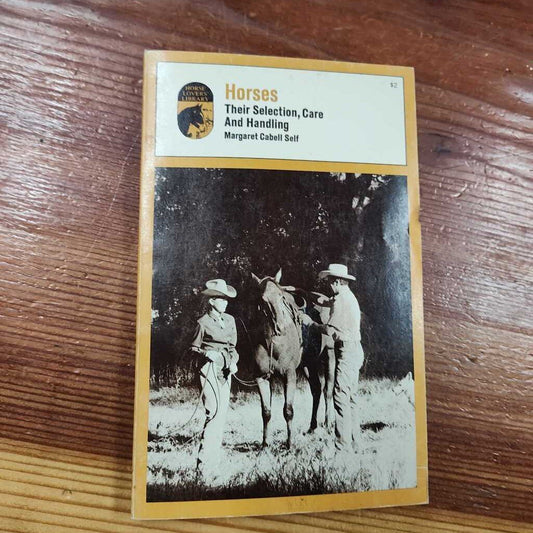 HORSE
LOVERS'
LIBRARY
Horses
$2
Their Selection, Care
And Handling
Margaret Cabell Self